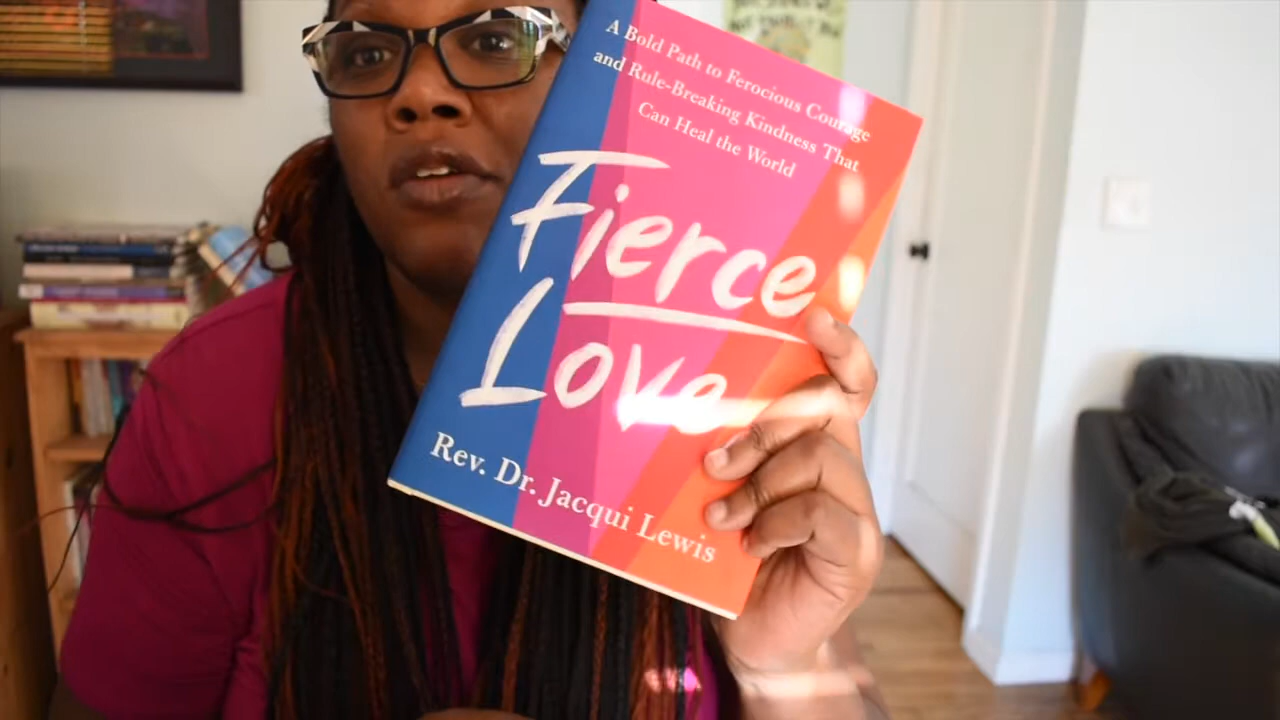 A Bold Path to Ferocious Courage
and Rule-Breaking Kindness That
Can Heal the World
Fierce
Love
Rev. Dr. Jacqui Lewis